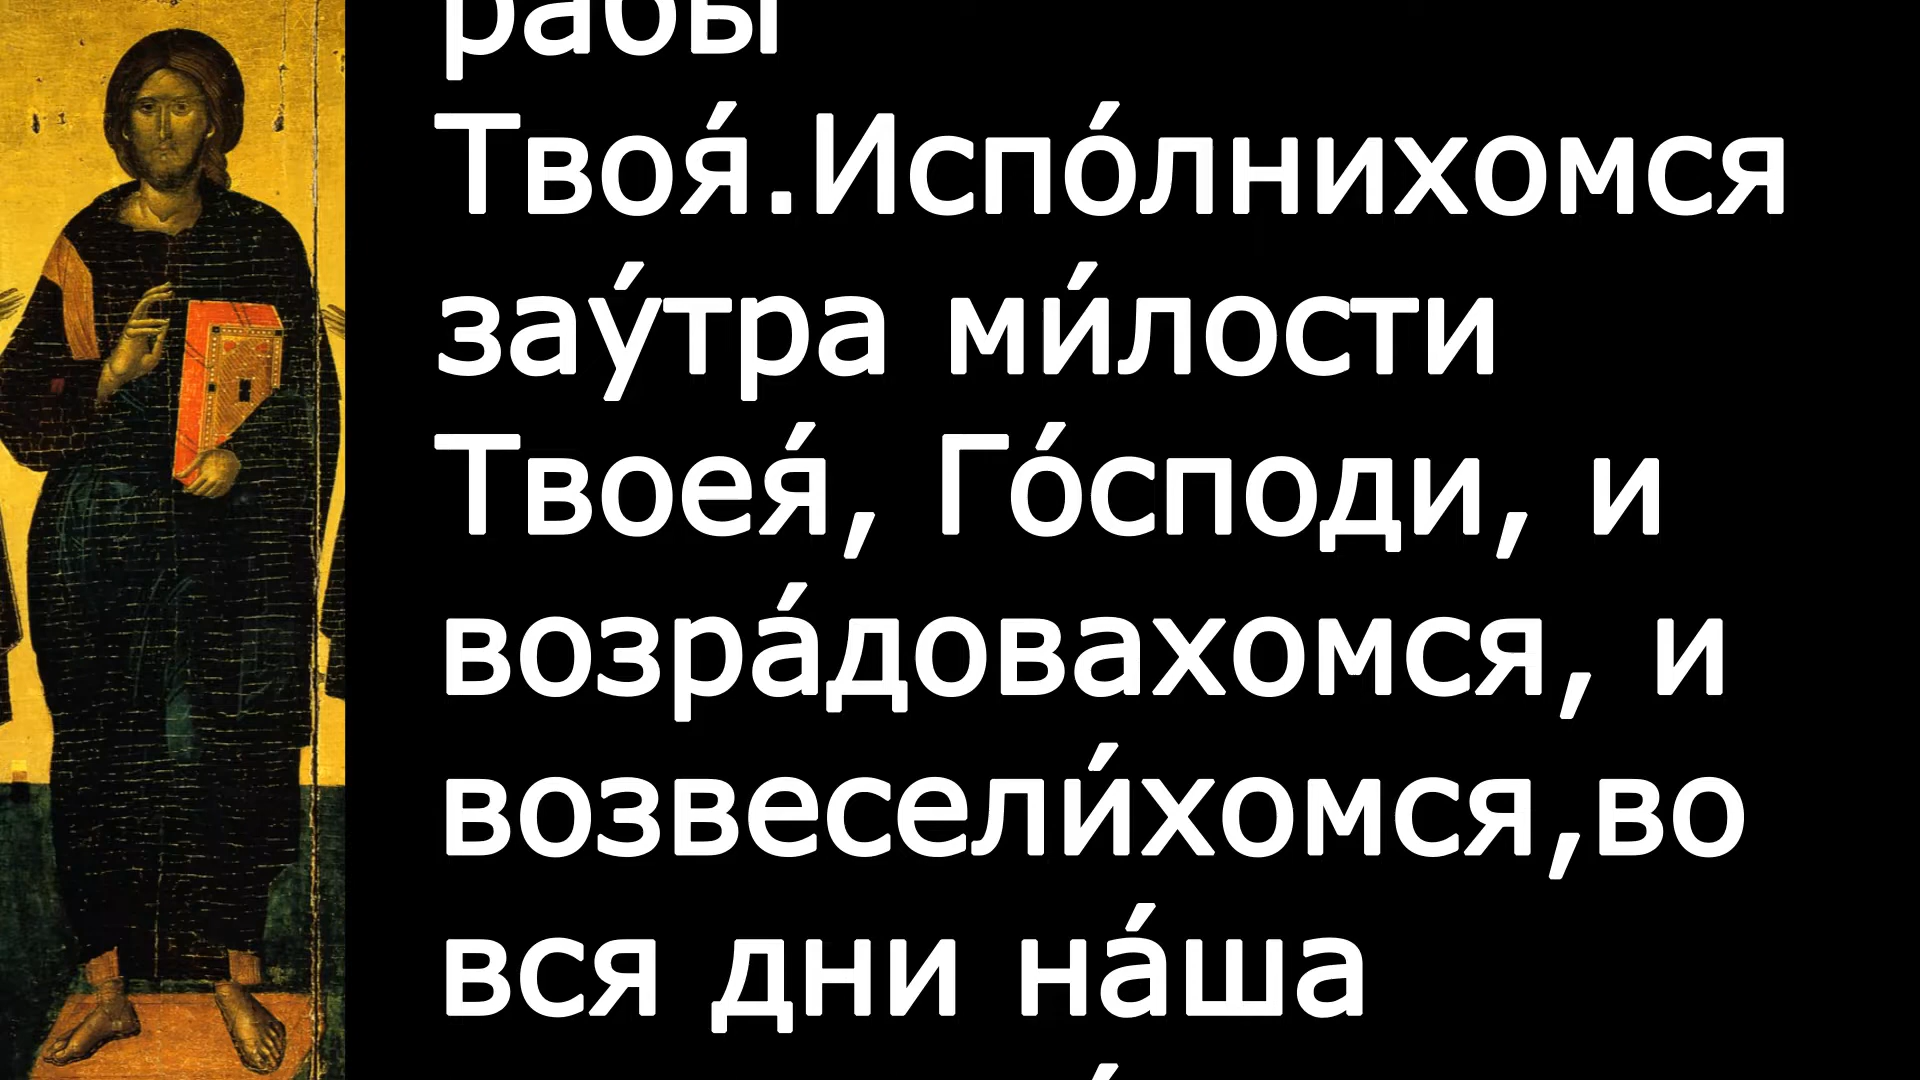 рабы
Твоя́.Испо́лнихомся
зау́тра ми́лости
Твоея́, Го́споди, и
возра́довахомся, и
возвесели́хомся,во
вся дни на́ша